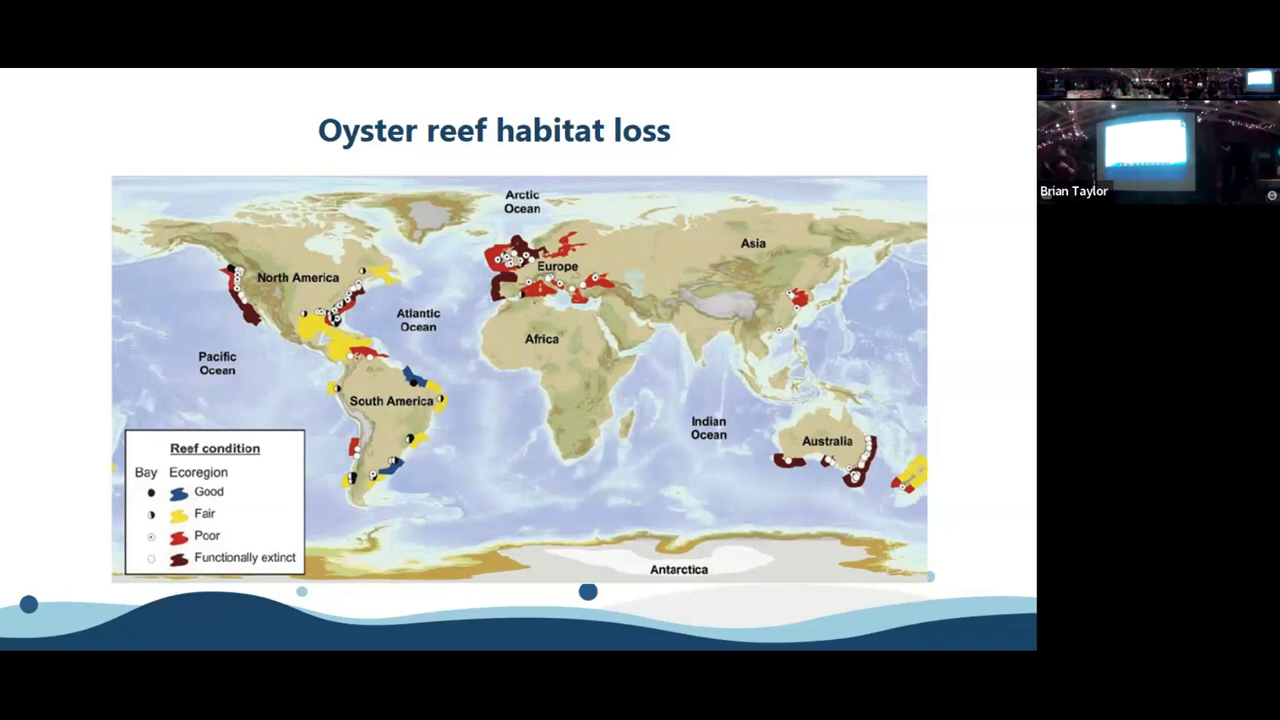 Oyster reef habitat loss
Arctic
Ocean
Asia
North America
Europe
Atlantic
Ocean
Africa
Pacific
Ocean
South America
Indian
Ocean
Australia
Reef condition
Bay Ecoregion
Good
Fair
Poor
Functionally extinct
Antarctica
Brian Taylor